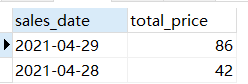 sales_date total_price
2021-04-29 86
2021-04-28 42